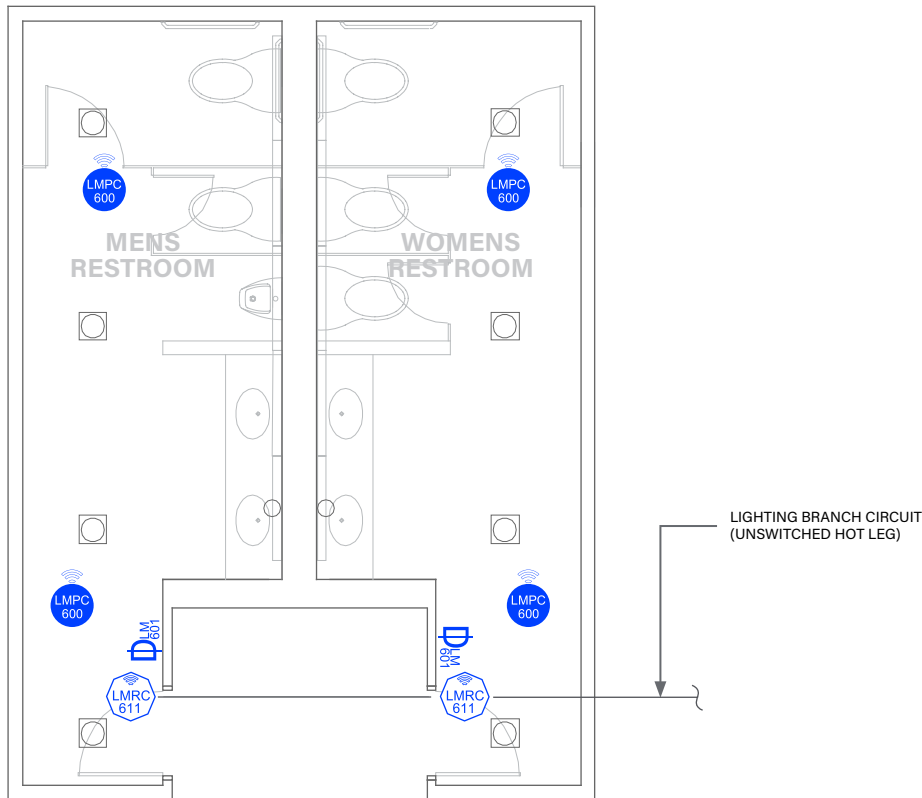 LMPC
600
LMPC
600
MENS
RESTROOM
WOMENS
RESTROOM
LIGHTING BRANCH CIRCUIT
(UNSWITCHED HOT LEG)
LMPC
600
LMPC
600
D
LM
601
D
LM
601
LMRC
611
LMRC
611